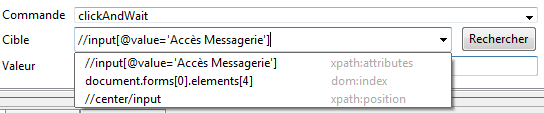 Commande clickAndWait
Cible //input[@value='Accès Messagerie'] Rechercher
Valeur
//input[@value='Accès Messagerie'] xpath:attributes
document.forms[0].elements[4] dom:index
//center/input xpath:position